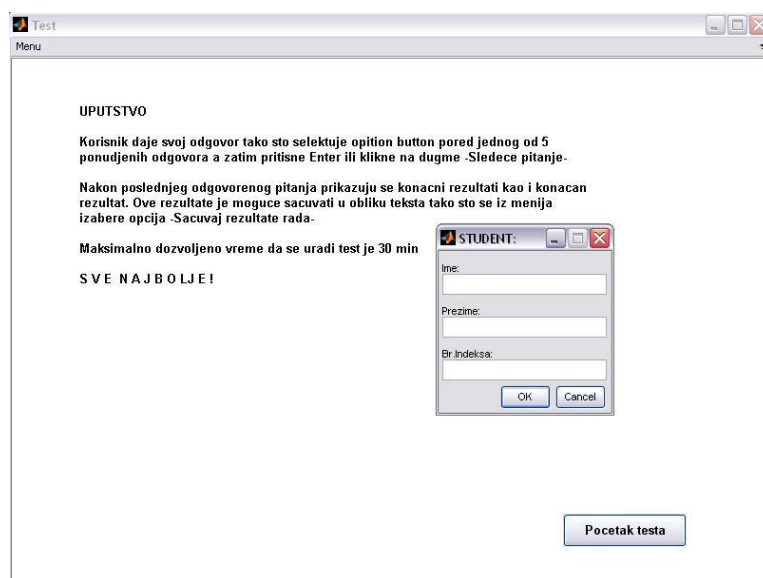 Test
Menu
UPUTSTVO
Korisnik daje svoj odgovor tako sto selektuje opition button pored jednog od 5
ponudjenih odgovora a zatim pritisne Enter ili klikne na dugme -Sledece pitanje-
Nakon poslednjeg odgovorenog pitanja prikazuju se konacni rezultati kao i konacan
rezultat. Ove rezultate je moguce sacuvati u obliku teksta tako sto se iz menija
izabere opcija -Sacuvaj rezultate rada-
Maksimalno dozvoljeno vreme da se uradi test je 30 min
S V E  N A J B O LJ E !
STUDENT:
Ime:
Prezime:
Br.Indeksa:
OK
Cancel
Pocetak testa